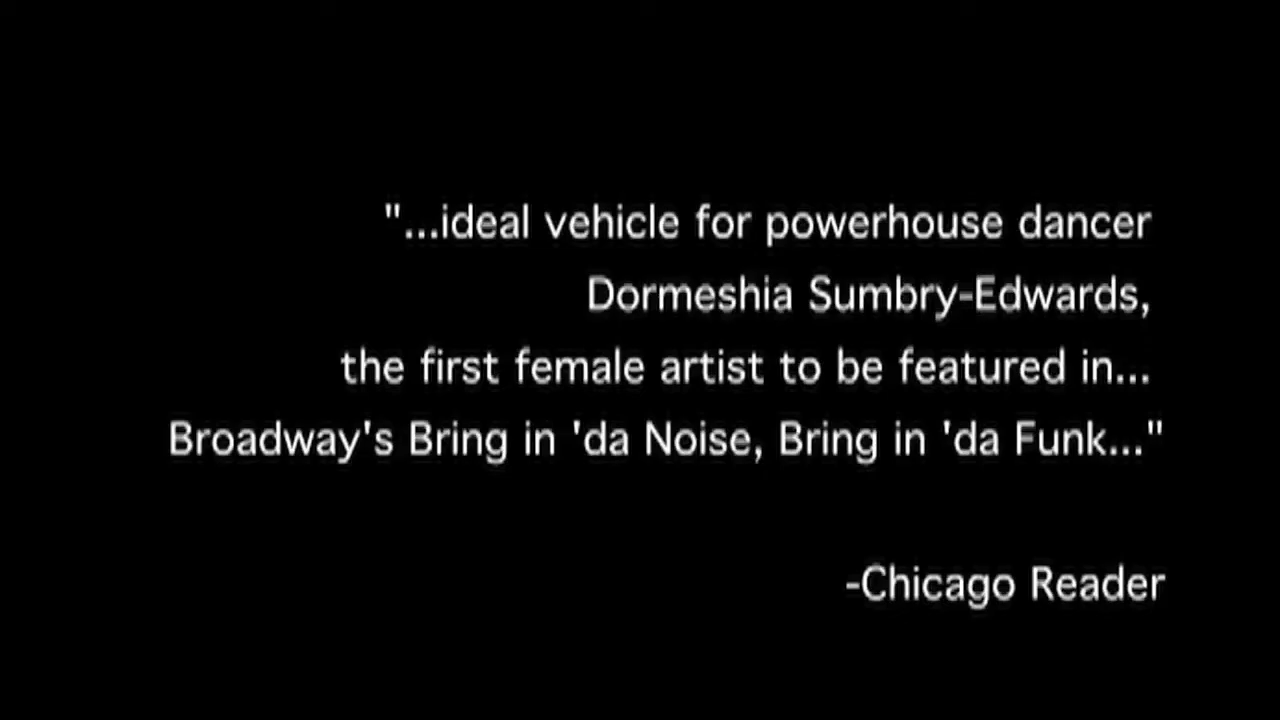 "...ideal vehicle for powerhouse dancer
Dormeshia Sumbry-Edwards,
the first female artist to be featured in...
Broadway's Bring in 'da Noise, Bring in 'da Funk..."
-Chicago Reader